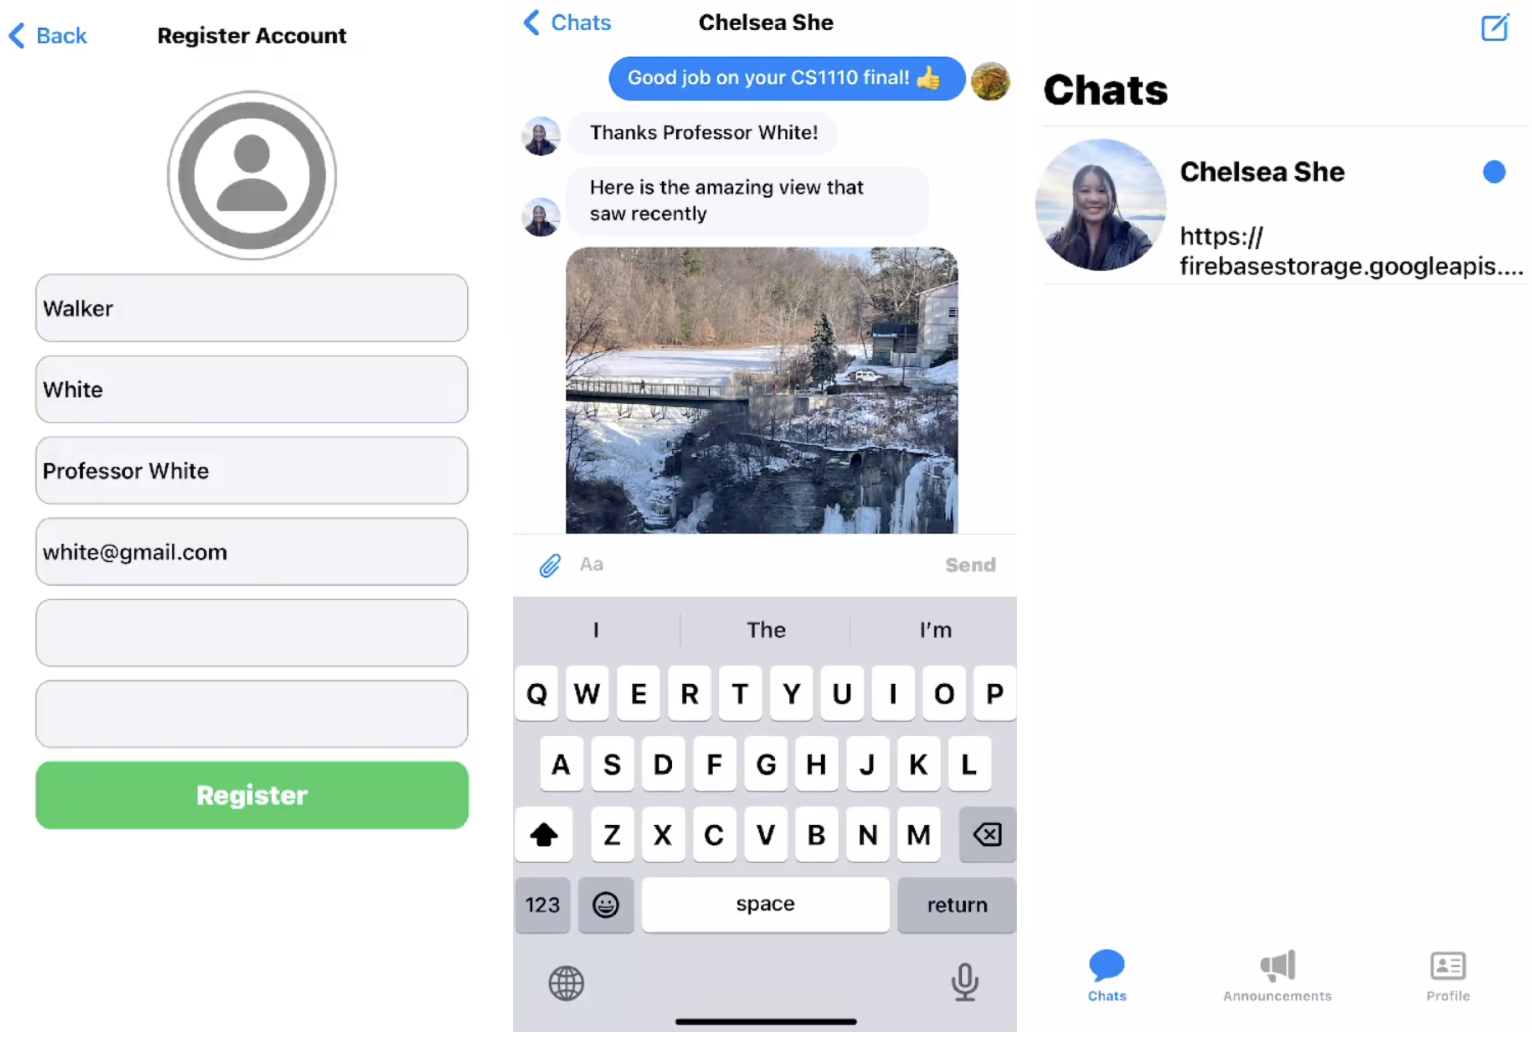 Back
Register Account
Walker
White
Professor White
white@gmail.com
Register
Chats
Chelsea She
Good job on your CS1110 final! 👍
Thanks Professor White!
Here is the amazing view that
saw recently
Aa
Send
I
The
I'm
Q W E R T Y U I O P
A S D F G H J K L
Z X C V B N M
123
space
return
Chats
Chelsea She
https://
firebasestorage.googleapis....
Chats
Announcements
Profile